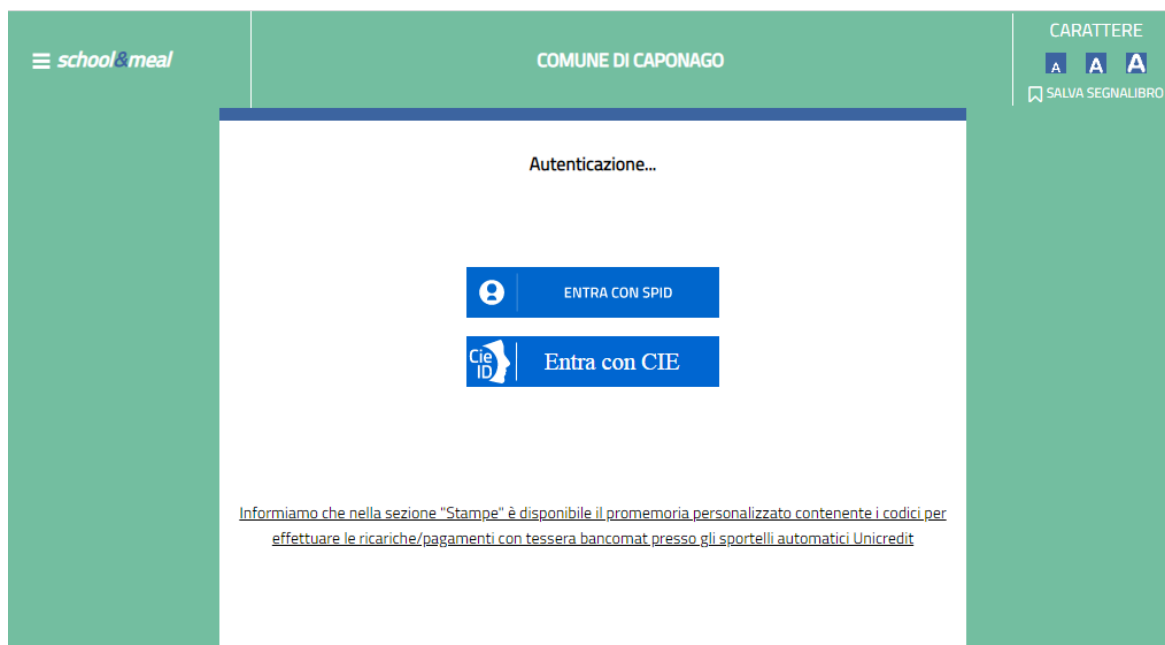 school&meal
COMUNE DI CAPONAGO
CARATTERE
A A A
SALVA SEGNALIBRO
Autenticazione...
ENTRA CON SPID
Cie
ID
Entra con CIE
Informiamo che nella sezione "Stampe" è disponibile il promemoria personalizzato contenente i codici per
effettuare le ricariche/pagamenti con tessera bancomat presso gli sportelli automatici Unicredit